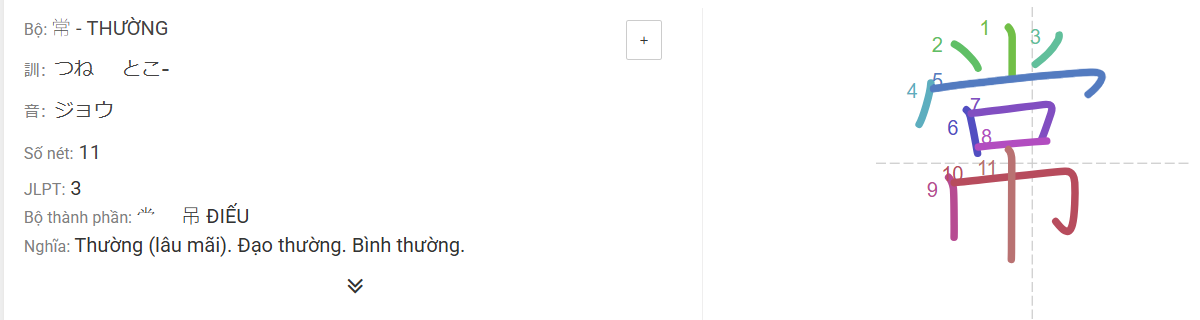 Bộ: 常 - THƯỜNG
+
訓: つね とこ-
音: ジョウ
Số nét: 11
JLPT: 3
Bộ thành phần: ⺌ 吊 ĐIẾU
Nghĩa: Thường (lâu mãi). Đạo thường. Bình thường.
常
1
2
3
4
5
6
7
8
9
10
11